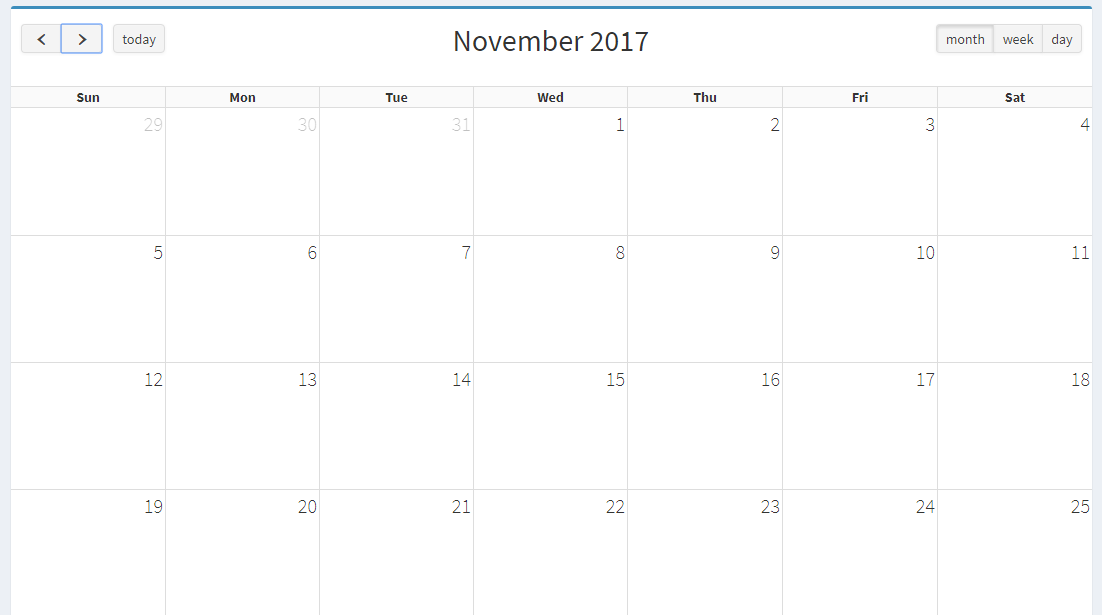 today November 2017 month week day
Sun Mon Tue Wed Thu Fri Sat
29 30 31 1 2 3 4
5 6 7 8 9 10 11
12 13 14 15 16 17 18
19 20 21 22 23 24 25